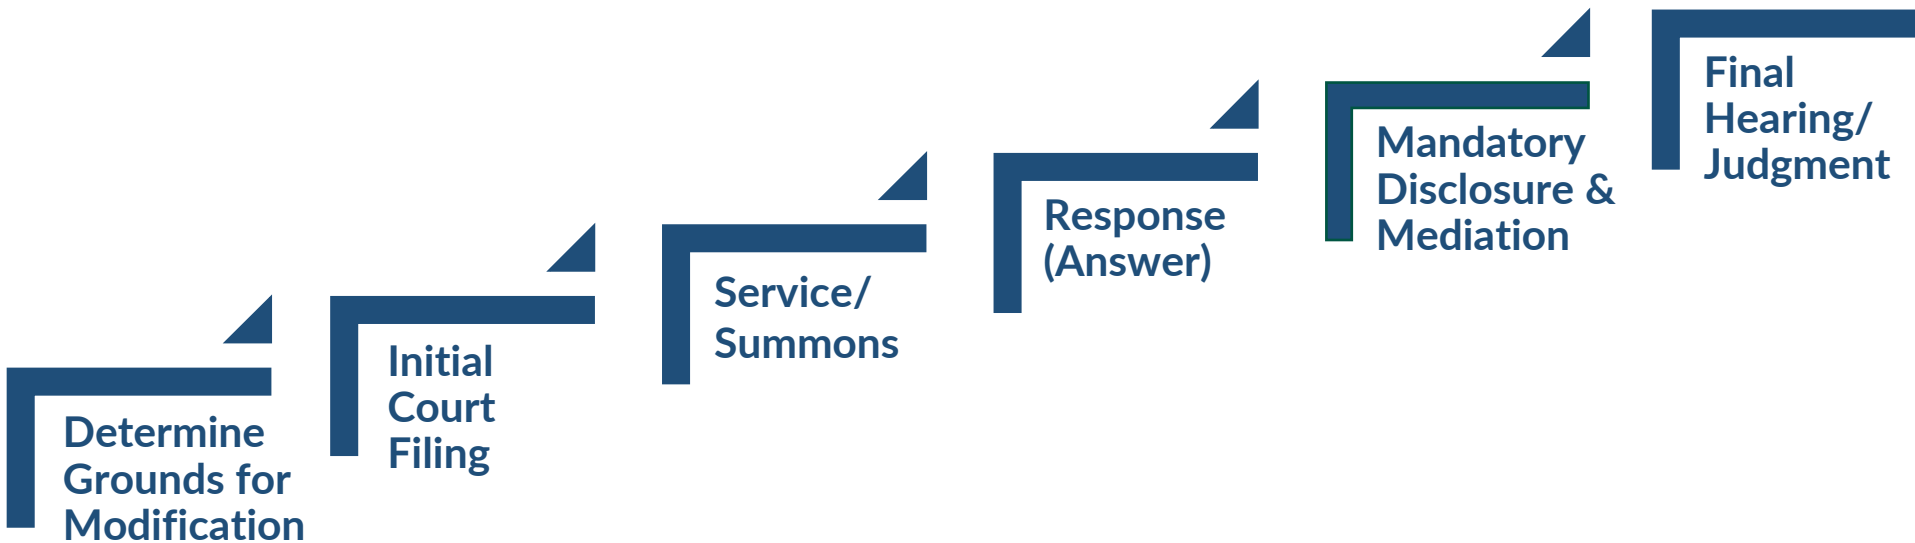 Determine
Grounds for
Modification
Initial
Court
Filing
Service/
Summons
Response
(Answer)
Mandatory
Disclosure &
Mediation
Final
Hearing/
Judgment